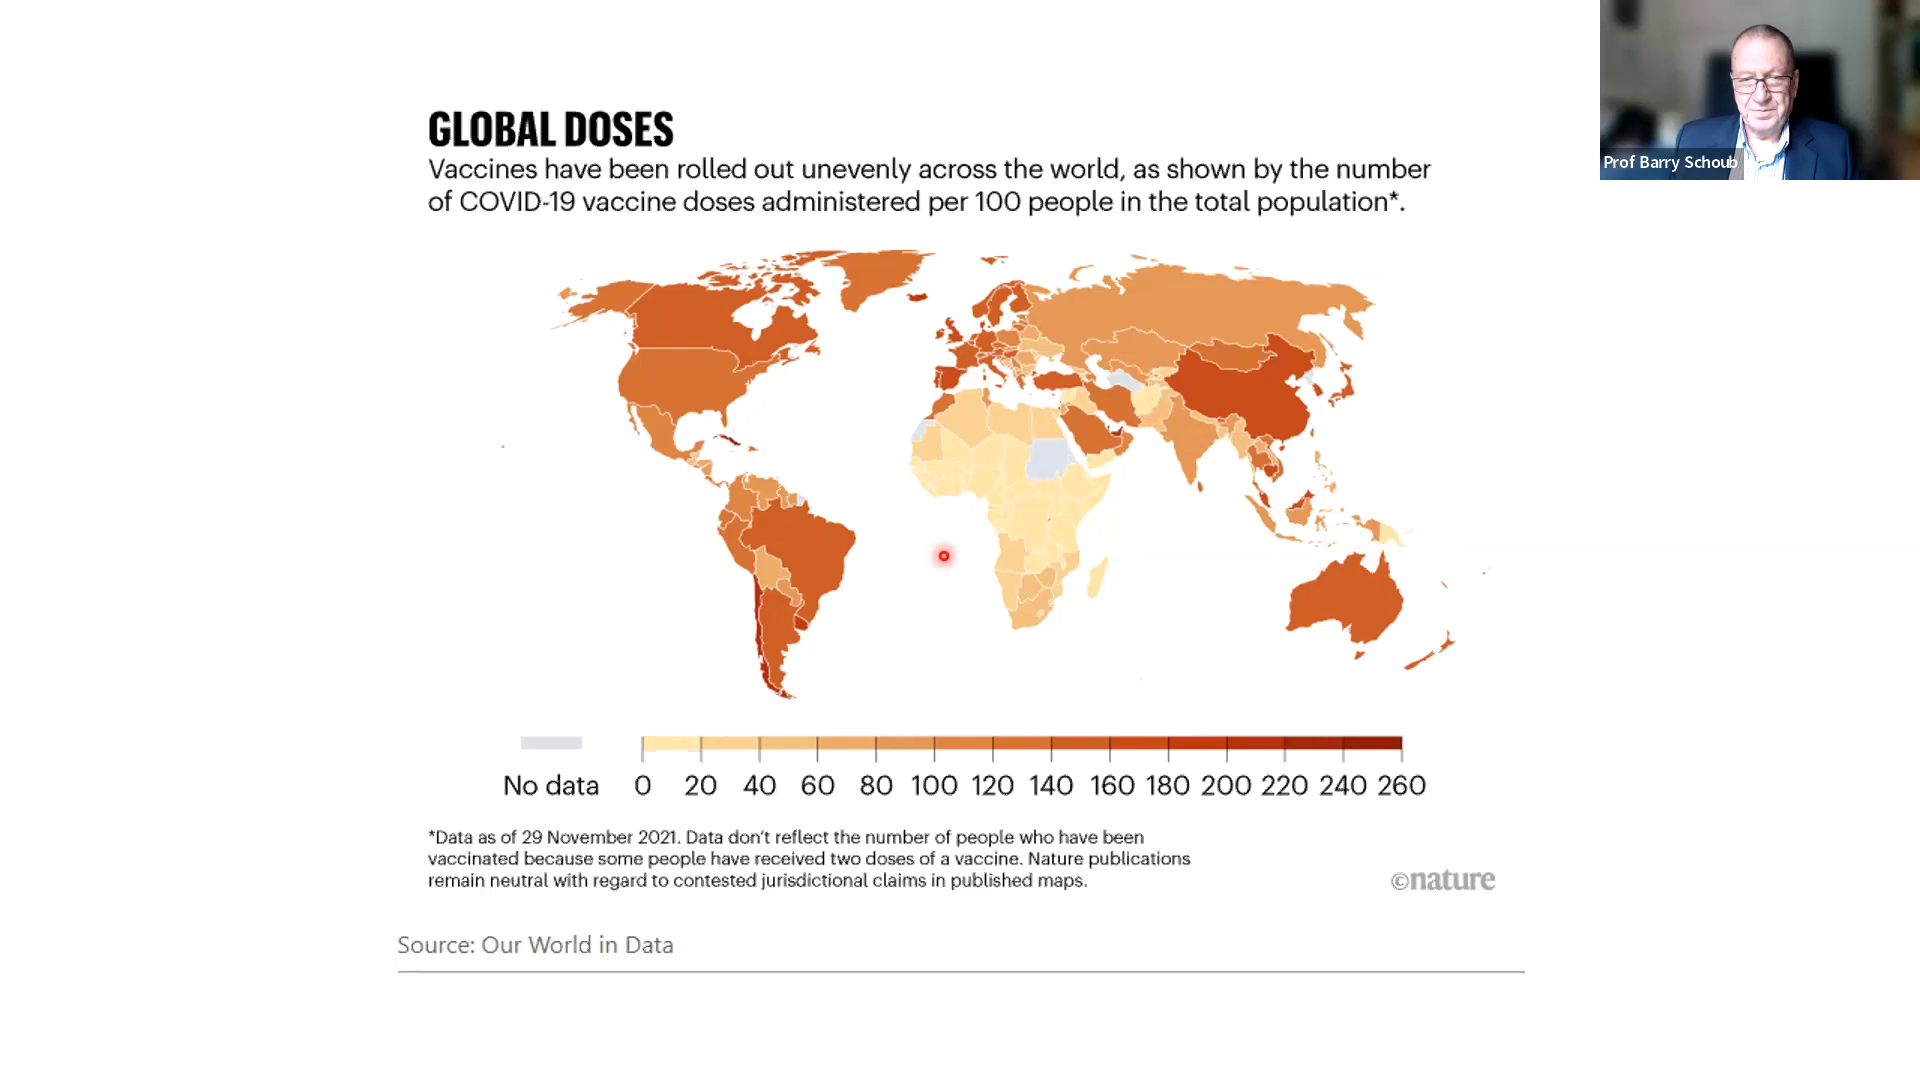 GLOBAL DOSES
Vaccines have been rolled out unevenly across the world, as shown by the number
of COVID-19 vaccine doses administered per 100 people in the total population*.
Prof Barry Schoub
No data 0 20 40 60 80 100 120 140 160 180 200 220 240 260
*Data as of 29 November 2021. Data don't reflect the number of people who have been
vaccinated because some people have received two doses of a vaccine. Nature publications
remain neutral with regard to contested jurisdictional claims in published maps.
©nature
Source: Our World in Data